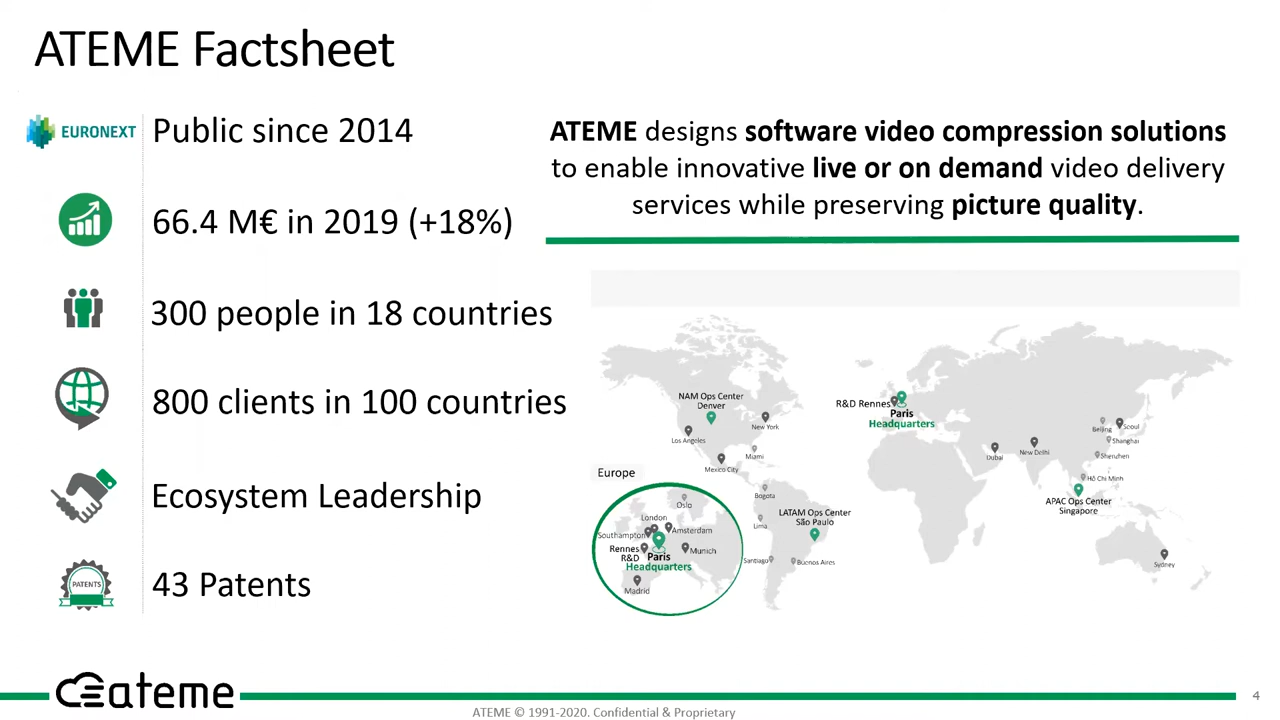 ATEME Factsheet
EURONEXT
Public since 2014
66.4 M€ in 2019 (+18%)
300 people in 18 countries
800 clients in 100 countries
Ecosystem Leadership
PATENTS
43 Patents
ATEME designs software video compression solutions
to enable innovative live or on demand video delivery
services while preserving picture quality.
NAM Ops Center
Denver
New York
Los Angeles
Miami
Mexico City
Bogota
LATAM Ops Center
São Paulo
Lima
Santiago
Buenos Aires
R&D Rennes
Paris
Headquarters
Dubai
New Delhi
Beijing
Seoul
Shanghai
Shenzhen
Hô Chi Minh
APAC Ops Center
Singapore
Sydney
Europe
Oslo
London
Southampton
Amsterdam
Rennes
R&D
Paris
Headquarters
Munich
Madrid
ateme
ATEME © 1991-2020. Confidential & Proprietary
4